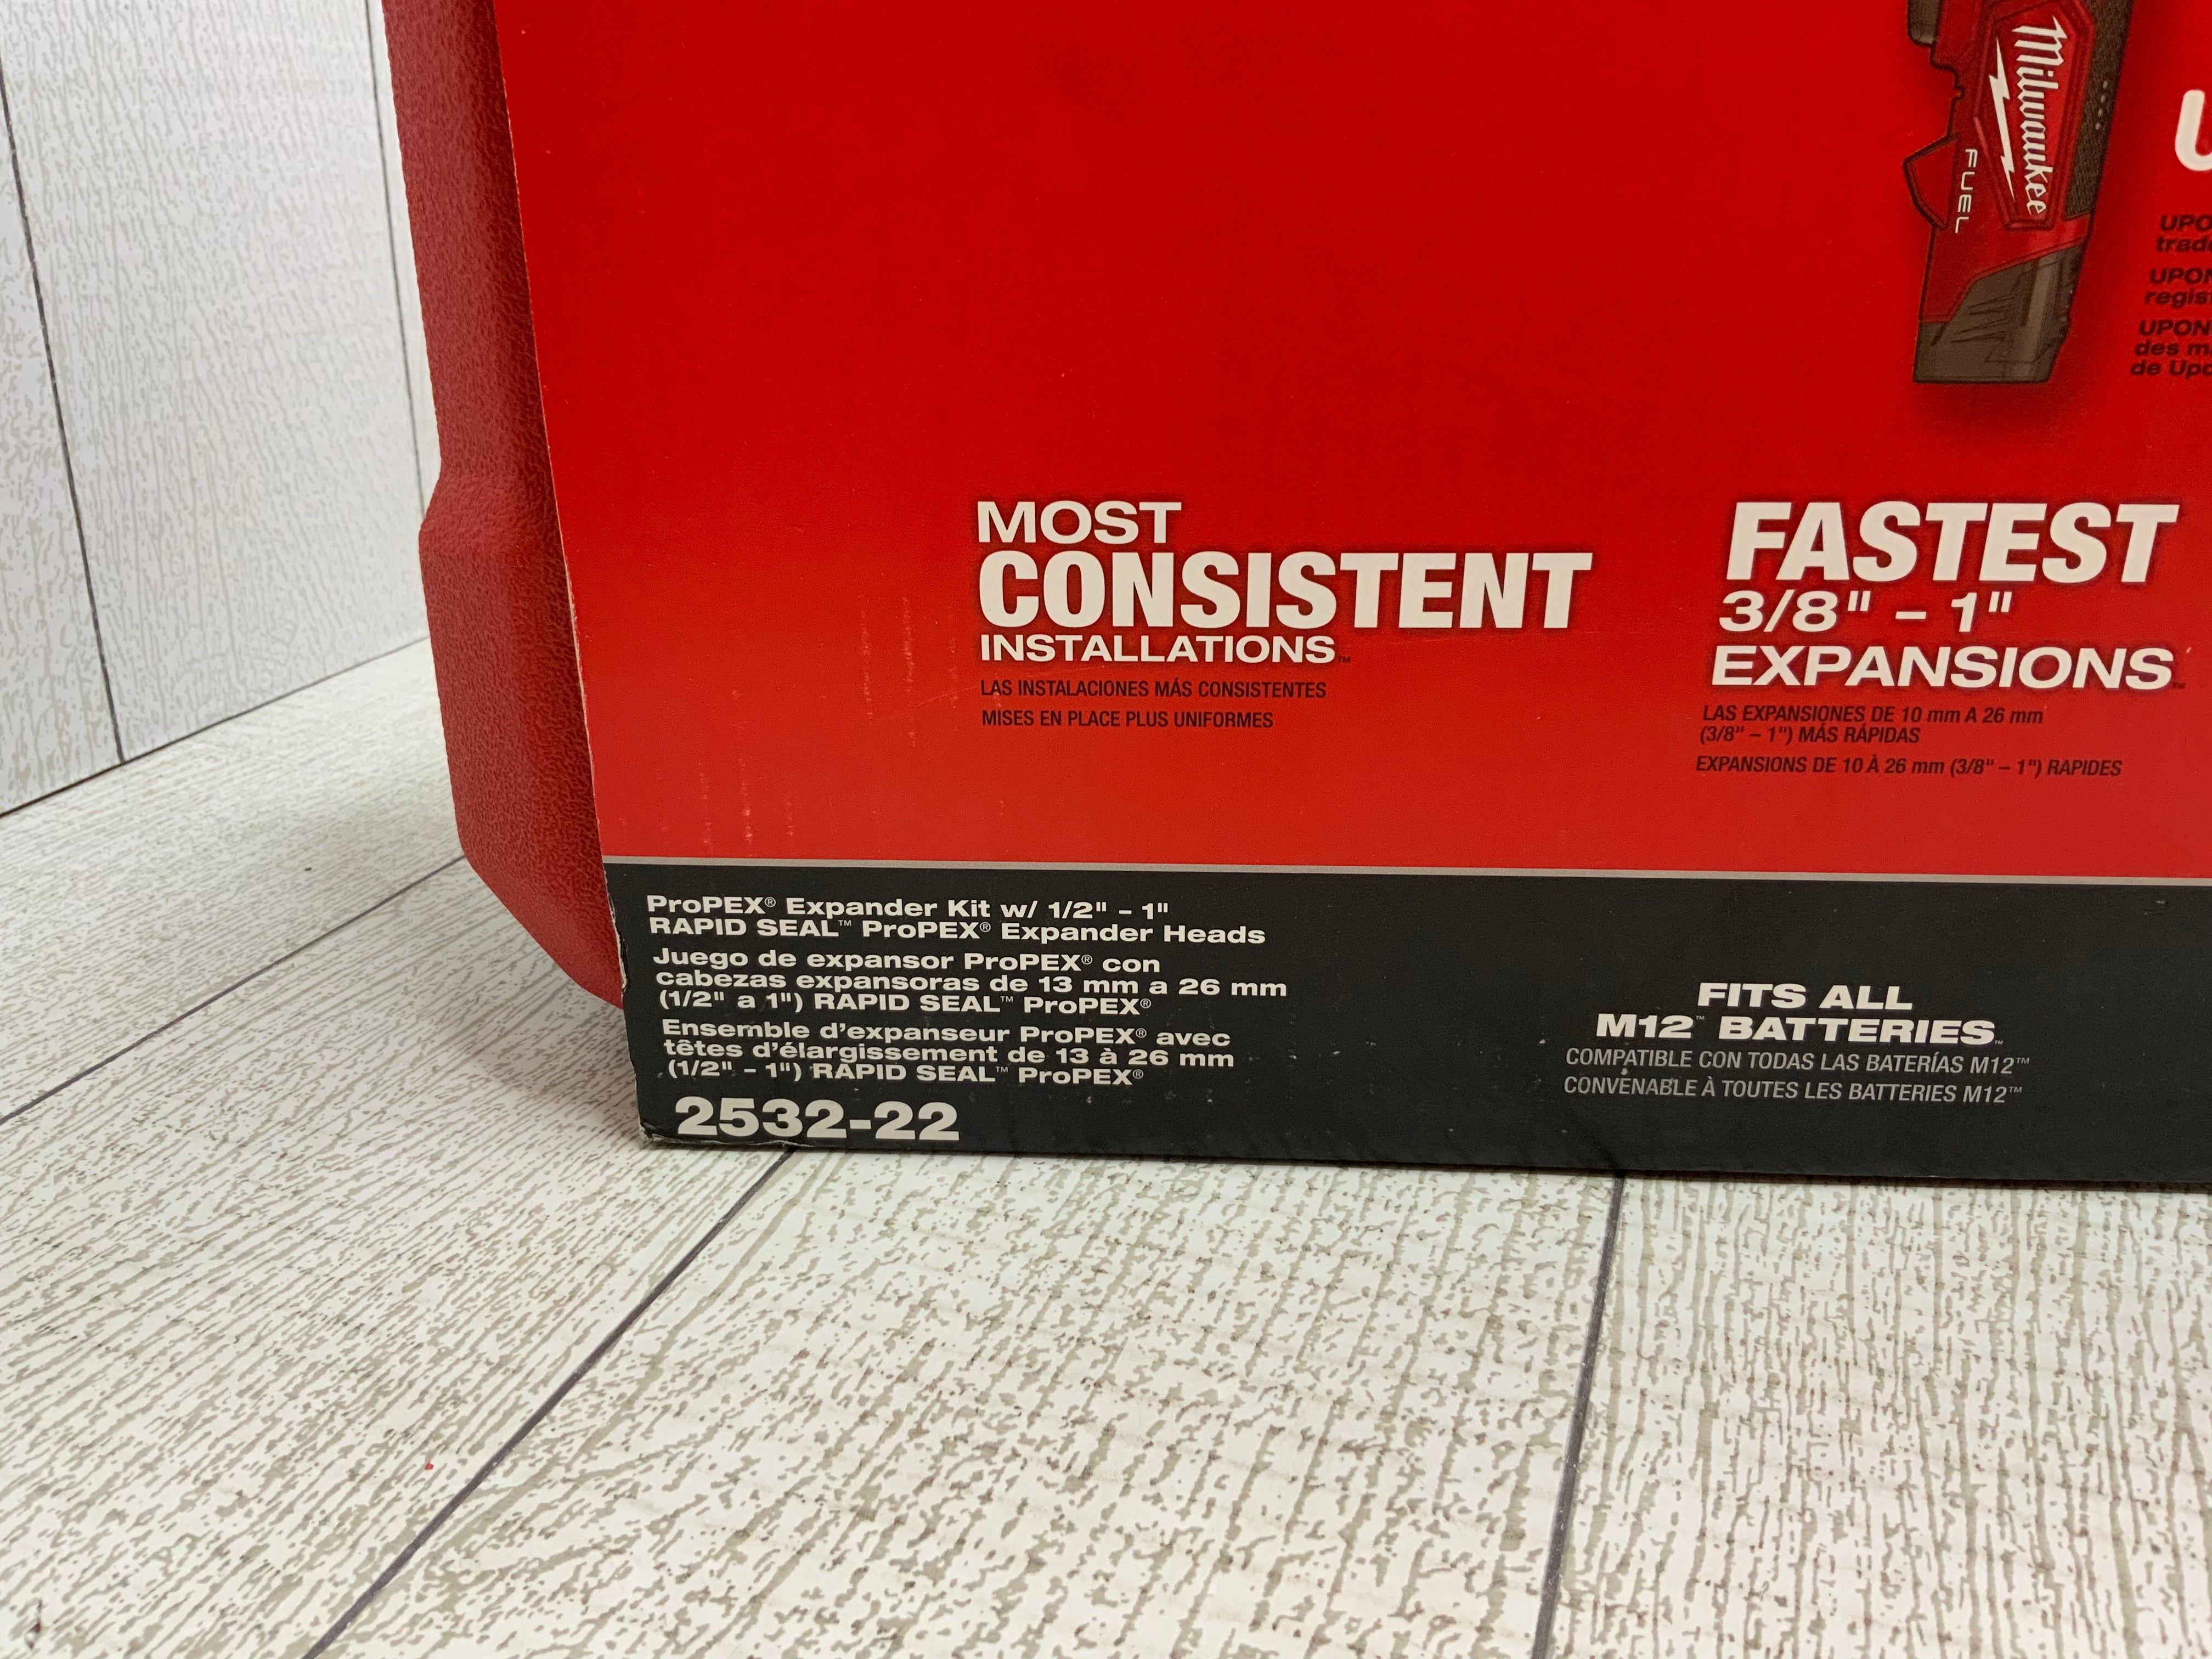 Milwaukee
FUEL
MOST
CONSISTENT
INSTALLATIONS™
LAS INSTALACIONES MÁS CONSISTENTES
MISES EN PLACE PLUS UNIFORMES
FASTEST
3/8" – 1"
EXPANSIONS™
LAS EXPANSIONES DE 10 mm A 26 mm
(3/8" – 1") MÁS RÁPIDAS
EXPANSIONS DE 10 À 26 mm (3/8" – 1") RAPIDES
des
de
ProPEX® Expander Kit w/ 1/2" – 1"
RAPID SEAL™ ProPEX® Expander Heads
Juego de expansor ProPEX® con
cabezas expansoras de 13 mm a 26 mm
(1/2" a 1") RAPID SEAL™ ProPEX®
Ensemble d'expanseur ProPEX® avec
têtes d'élargissement de 13 à 26 mm
(1/2" – 1") RAPID SEAL™ ProPEX®
2532-22
FITS ALL
M12™ BATTERIES™
COMPATIBLE CON TODAS LAS BATERÍAS M12™
CONVENABLE À TOUTES LES BATTERIES M12™